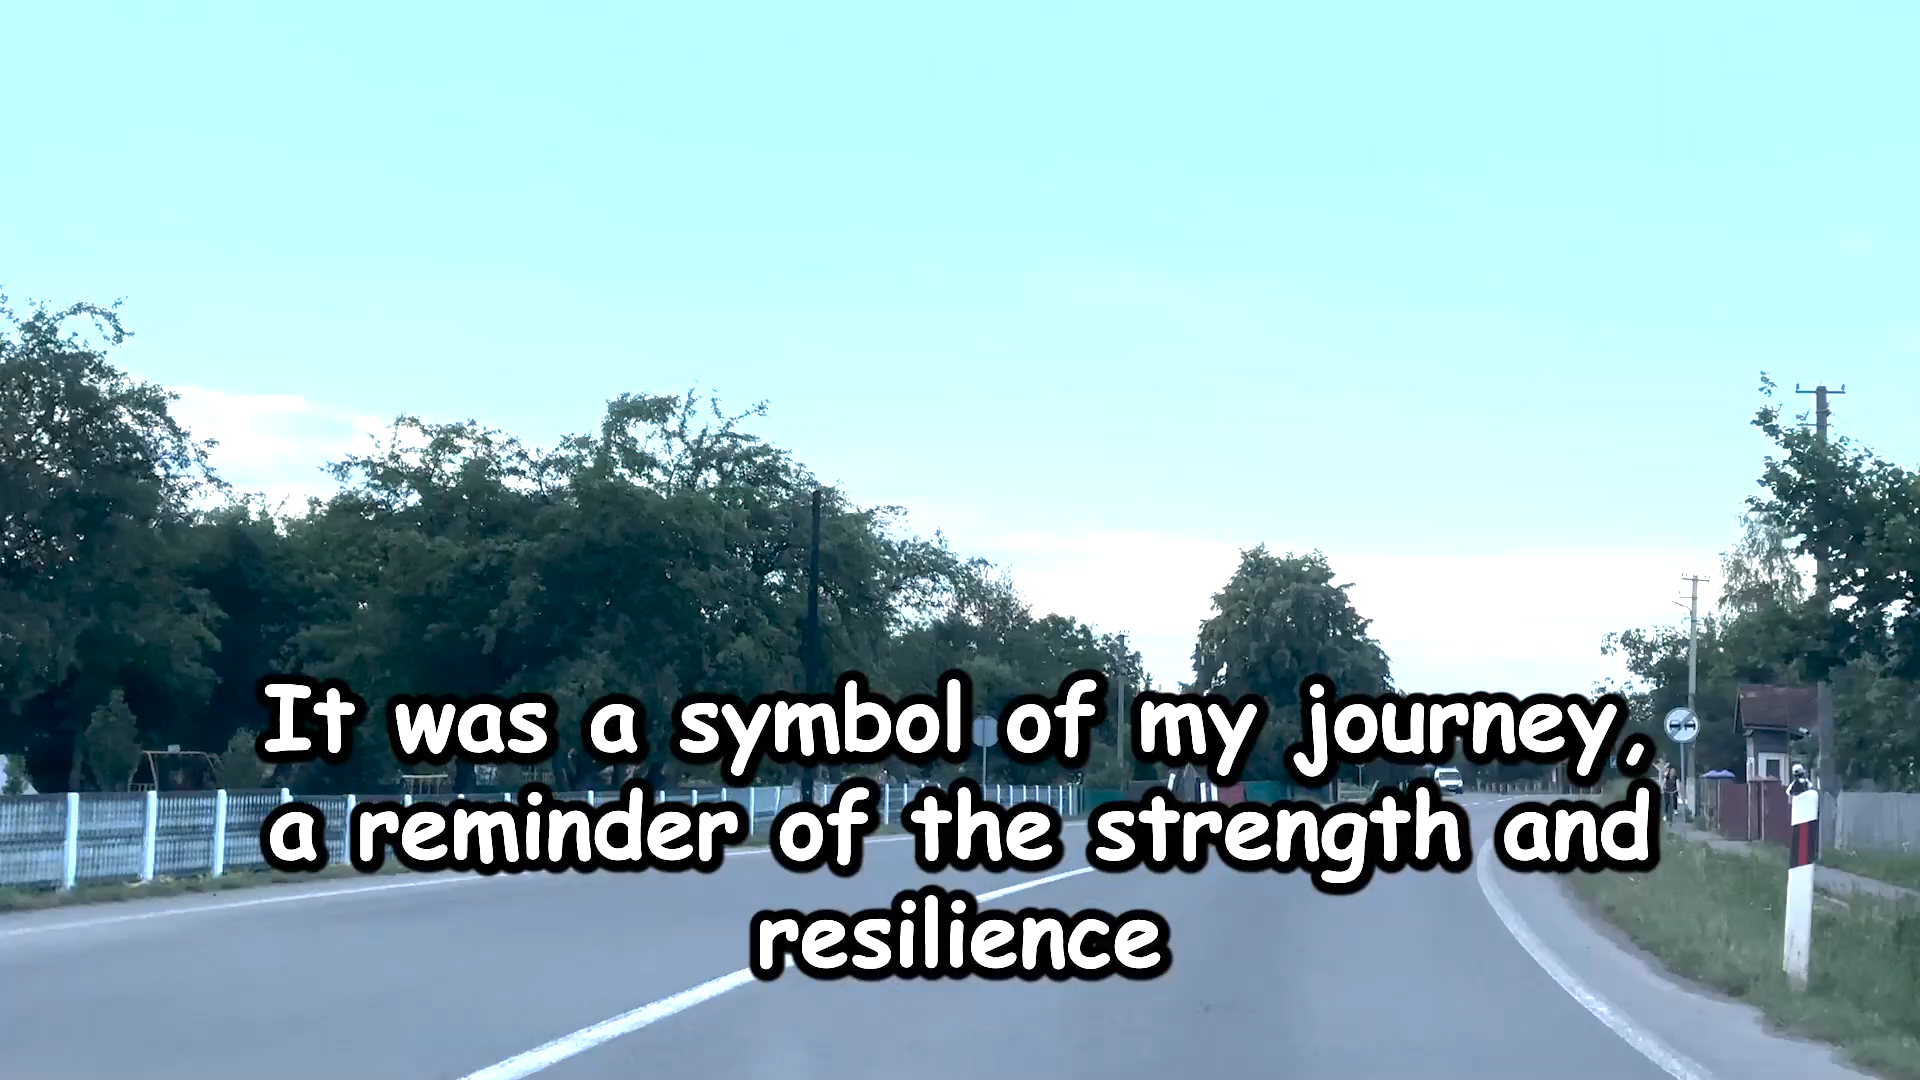 It was a symbol of my journey,
a reminder of the strength and
resilience